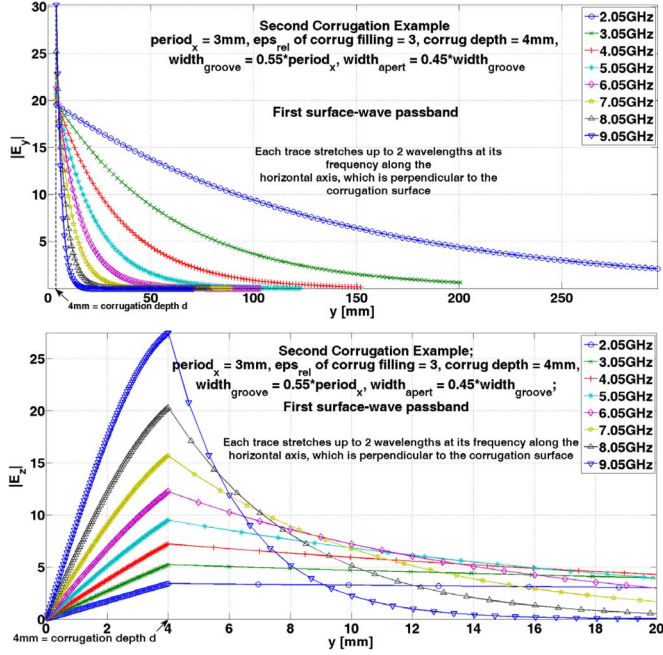 Second Corrugation Example
period_x = 3mm, eps_rel of corrug filling = 3, corrug depth = 4mm,
width_groove = 0.55*period_x, width_apert = 0.45*width_groove
First surface-wave passband
Each trace stretches up to 2 wavelengths at its
frequency along the
horizontal axis, which is perpendicular to the
corrugation surface
2.05GHz
3.05GHz
4.05GHz
5.05GHz
6.05GHz
7.05GHz
8.05GHz
9.05GHz
|E_y|
30
25
20
15
10
5
0 50 100 150 200 250
4mm = corrugation depth d
y [mm]
Second Corrugation Example;
period_x = 3mm, eps_rel of corrug filling = 3, corrug depth = 4mm,
width_groove = 0.55*period_x, width_apert = 0.45*width_groove;
First surface-wave passband
Each trace stretches up to 2 wavelengths at its frequency along the
horizontal axis, which is perpendicular to the corrugation surface
2.05GHz
3.05GHz
4.05GHz
5.05GHz
6.05GHz
7.05GHz
8.05GHz
9.05GHz
|E_z|
25
20
15
10
5
0
0 2 4 6 8 10 12 14 16 18 20
4mm = corrugation depth d
y [mm]